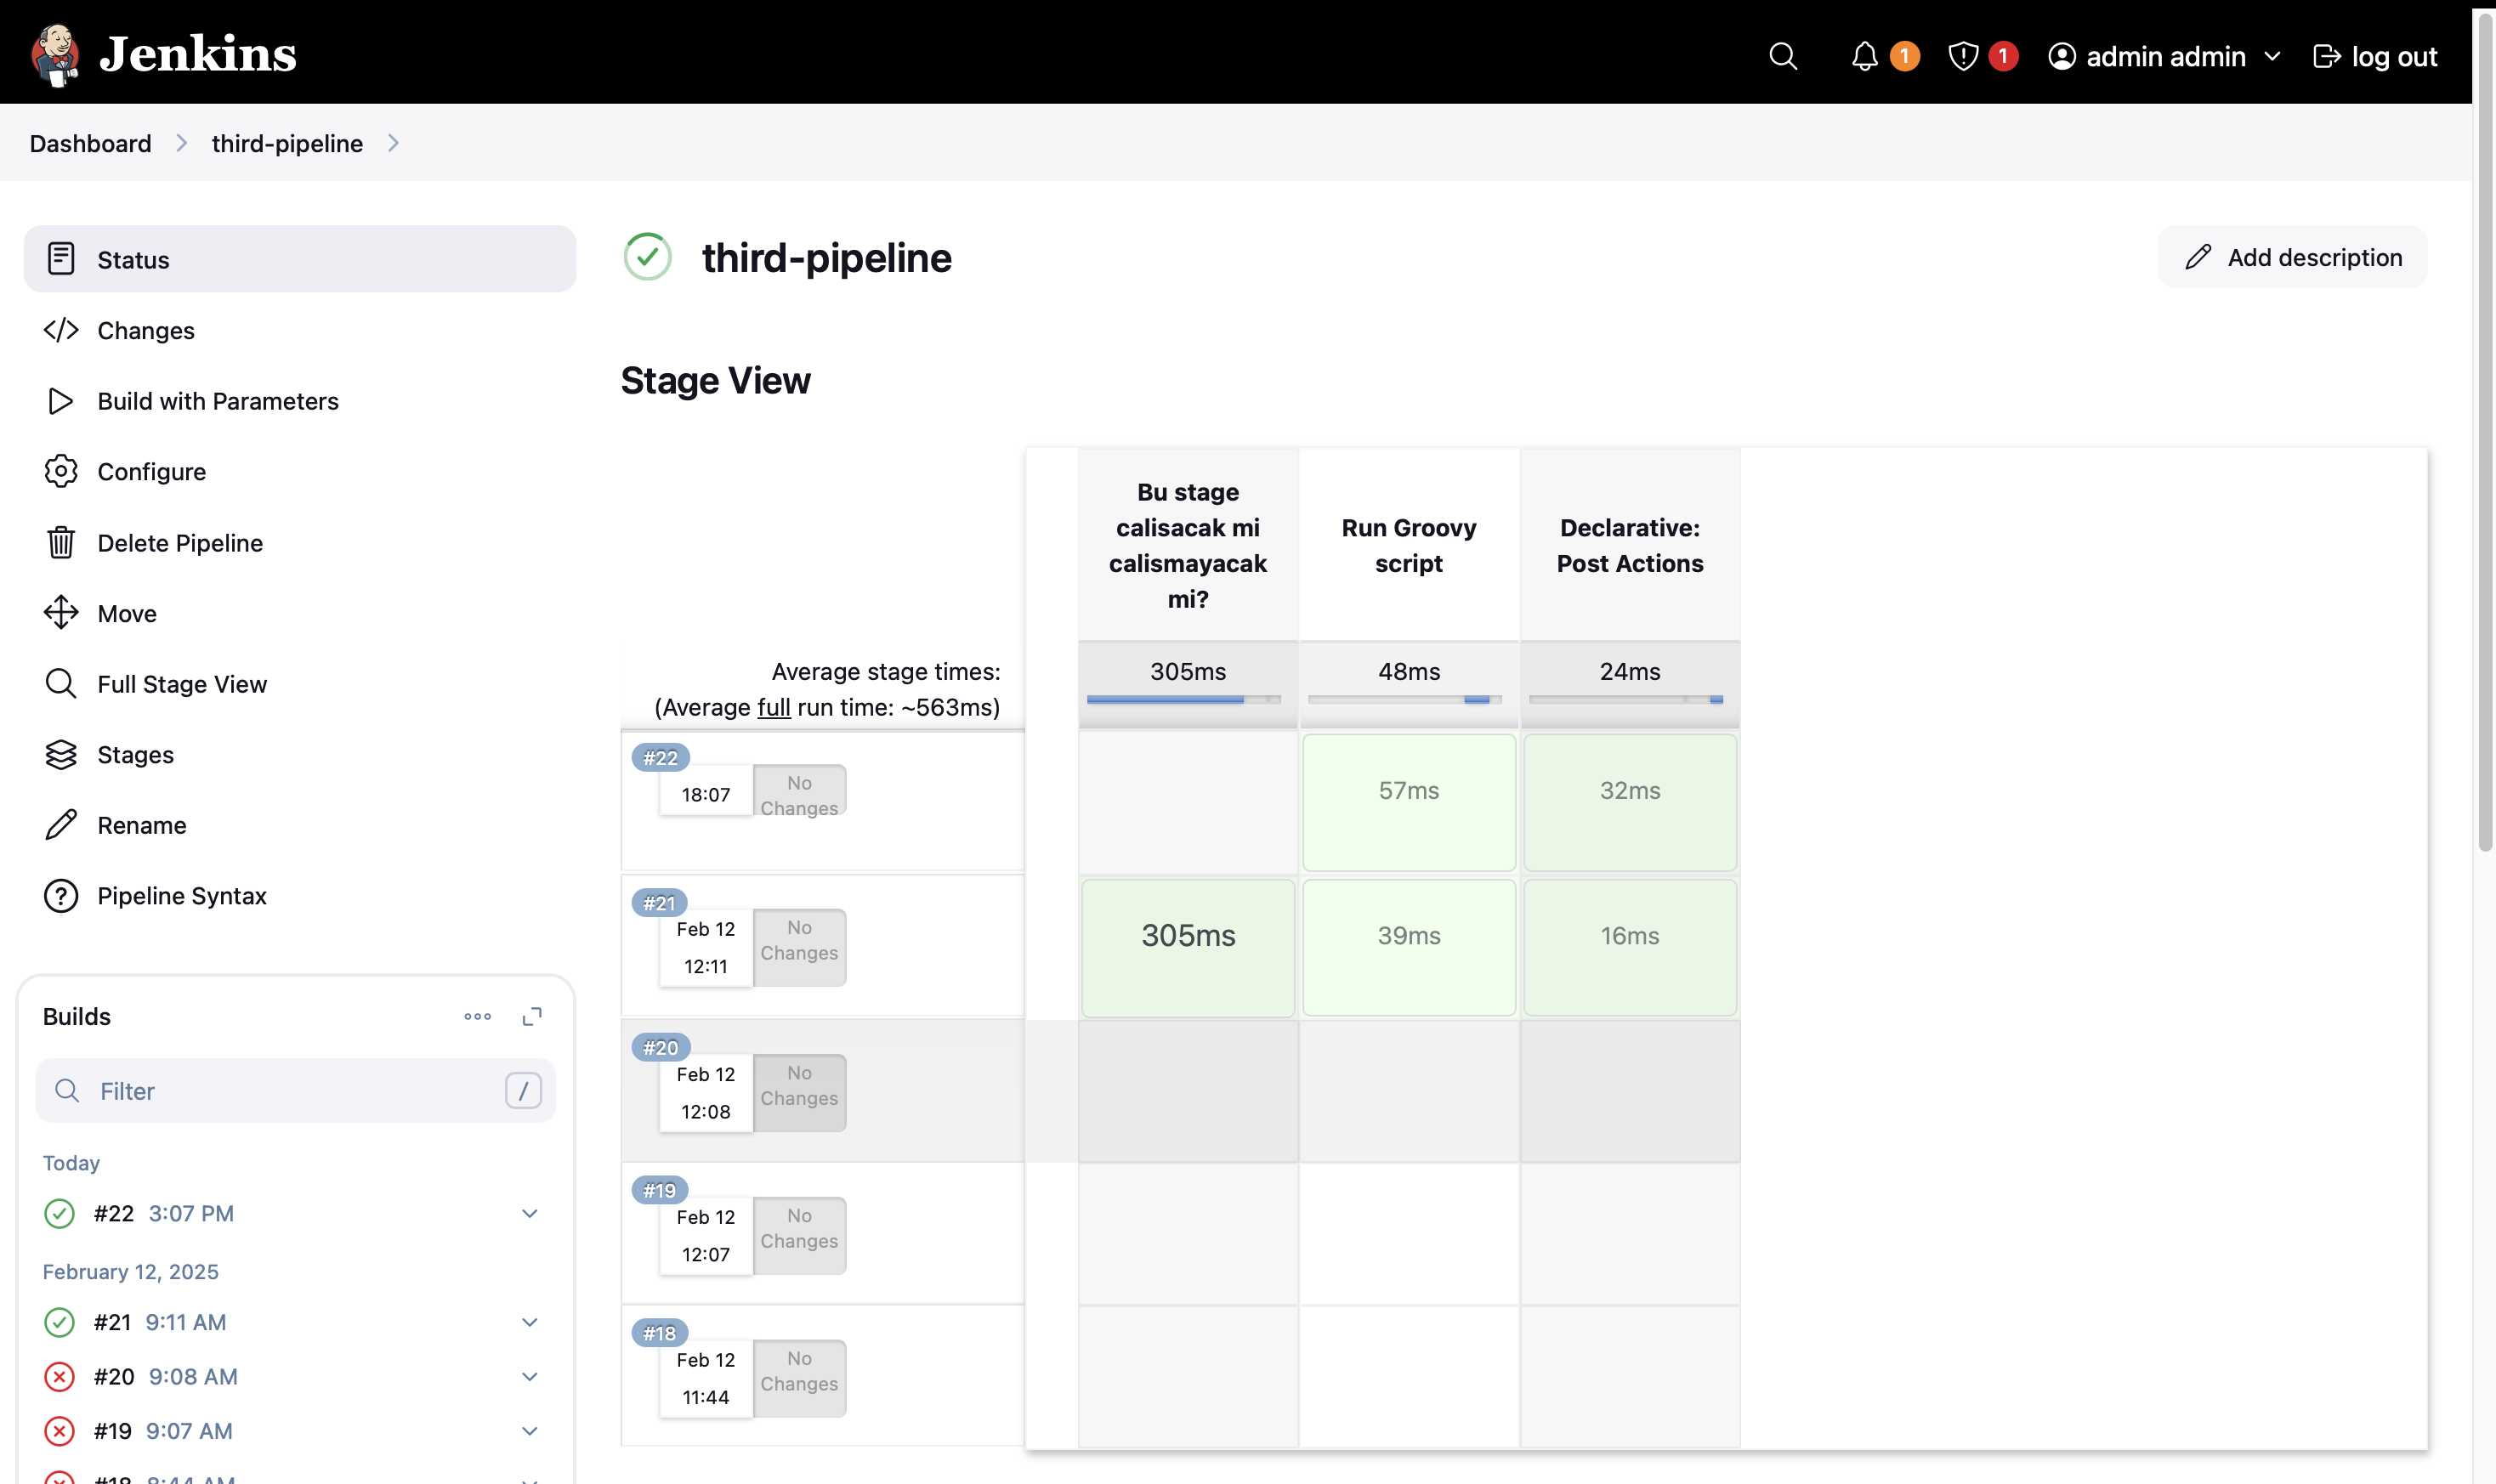 Jenkins
1
1
admin admin
log out
Dashboard
third-pipeline
Status
Changes
Build with Parameters
Configure
Delete Pipeline
Move
Full Stage View
Stages
Rename
Pipeline Syntax
Builds
Filter
/
Today
#22 3:07 PM
February 12, 2025
#21 9:11 AM
#20 9:08 AM
#19 9:07 AM
#18 8:44 AM
third-pipeline
Add description
Stage View
Bu stage
calisacak mi
calismayacak
mi?
Run Groovy
script
Declarative:
Post Actions
Average stage times:
(Average full run time: ~563ms)
305ms
48ms
24ms
#22
18:07
No
Changes
57ms
32ms
#21
Feb 12
12:11
No
Changes
305ms
39ms
16ms
#20
Feb 12
12:08
No
Changes
#19
Feb 12
12:07
No
Changes
#18
Feb 12
11:44
No
Changes